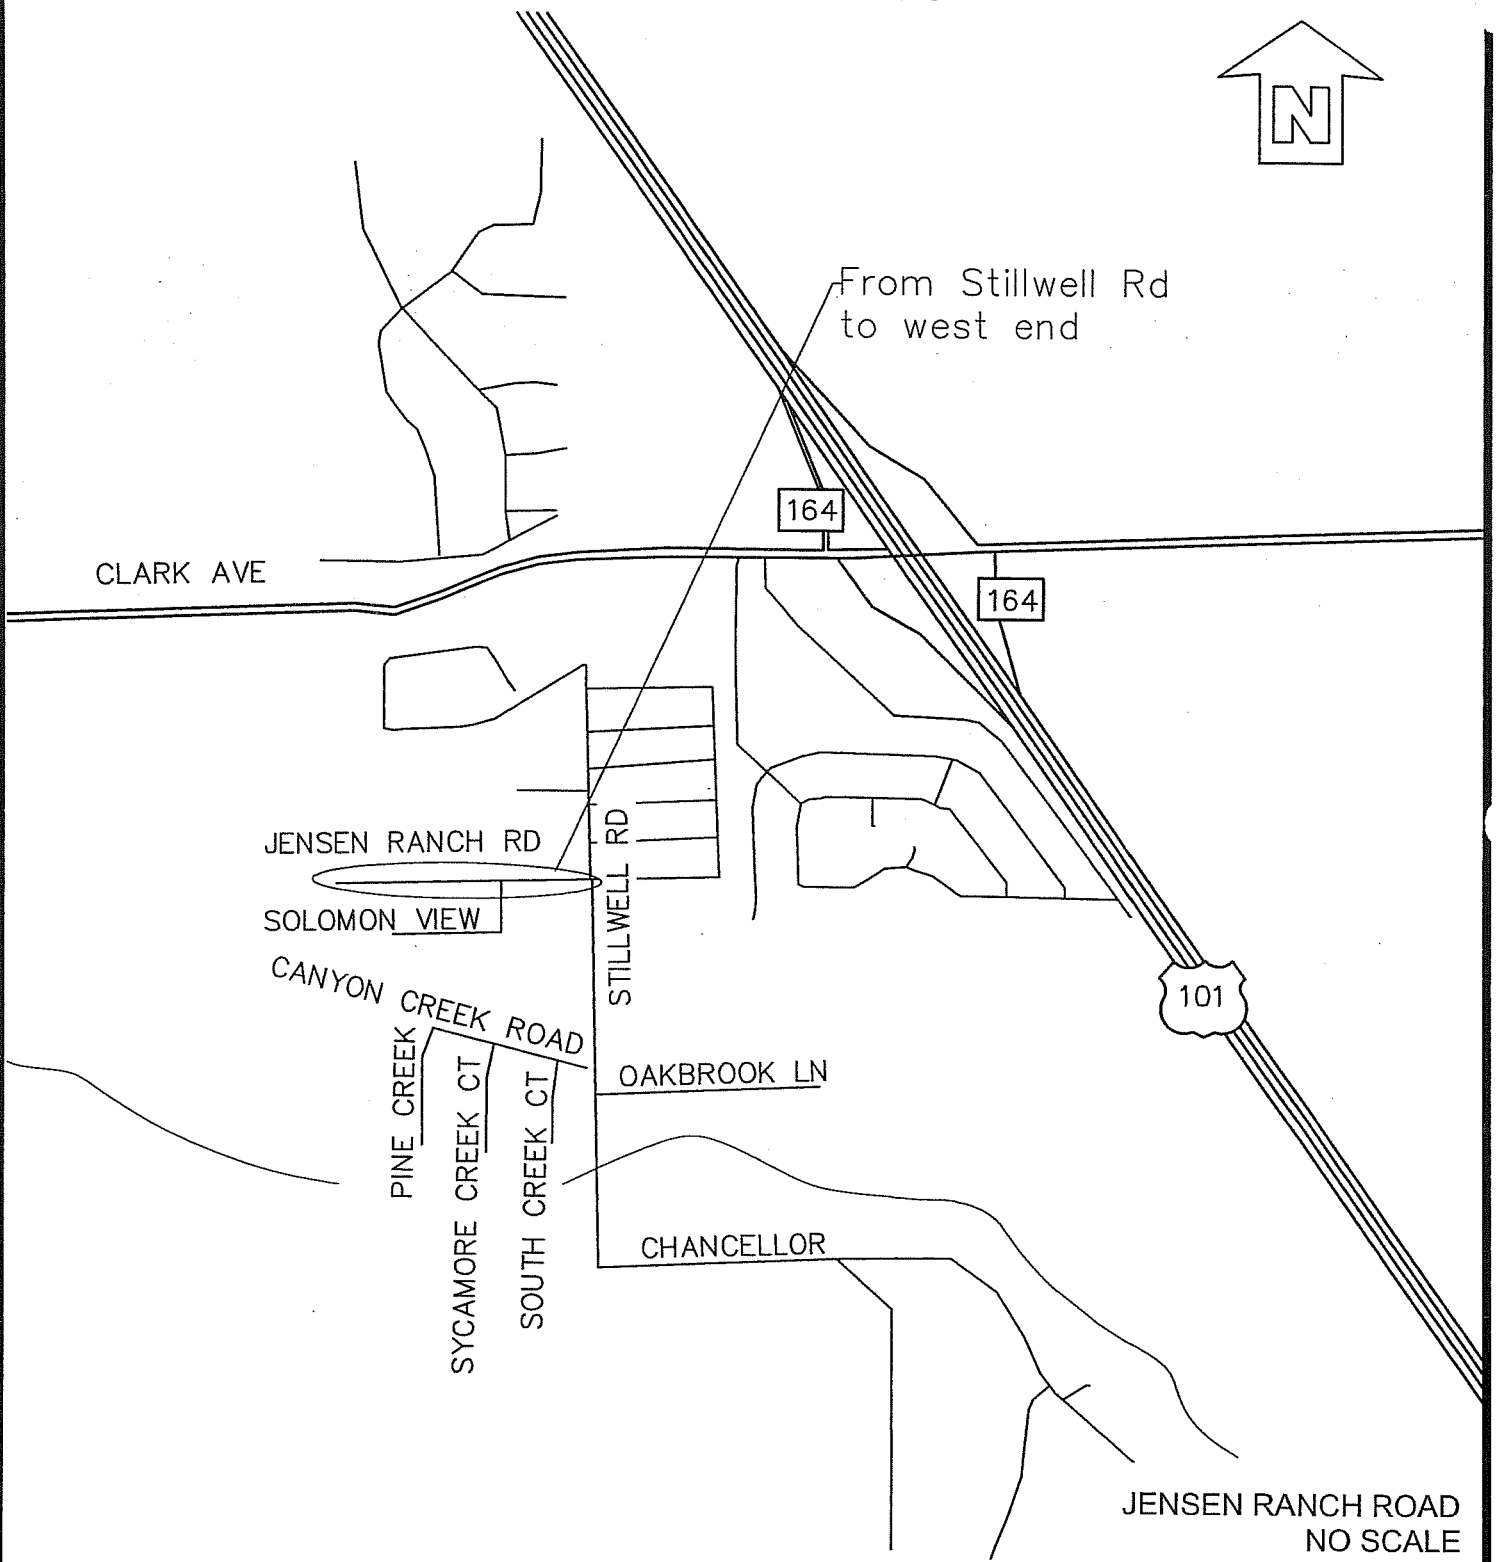 N
From Stillwell Rd
to west end
164
CLARK AVE
164
JENSEN RANCH RD
STILLWELL RD
SOLOMON VIEW
CANYON CREEK ROAD
101
PINE CREEK
SYCAMORE CREEK CT
SOUTH CREEK CT
OAKBROOK LN
CHANCELLOR
JENSEN RANCH ROAD
NO SCALE